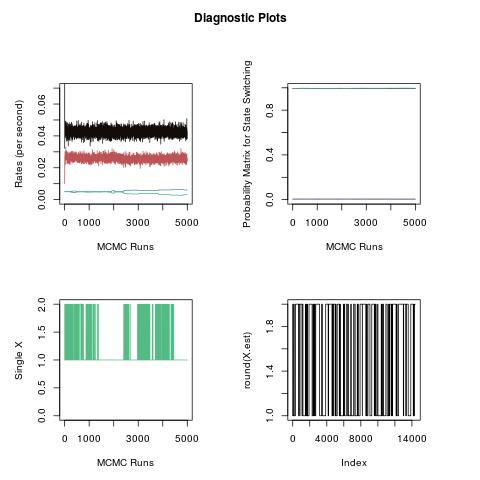 Diagnostic Plots
Rates (per second)
0.00 0.02 0.04 0.06
0 1000 3000 5000
MCMC Runs
Probability Matrix for State Switching
0.0 0.4 0.8
0 1000 3000 5000
MCMC Runs
Single X
0.0 0.5 1.0 1.5 2.0
0 1000 3000 5000
MCMC Runs
round(X.est)
1.0 1.4 1.8
0 4000 8000 14000
Index